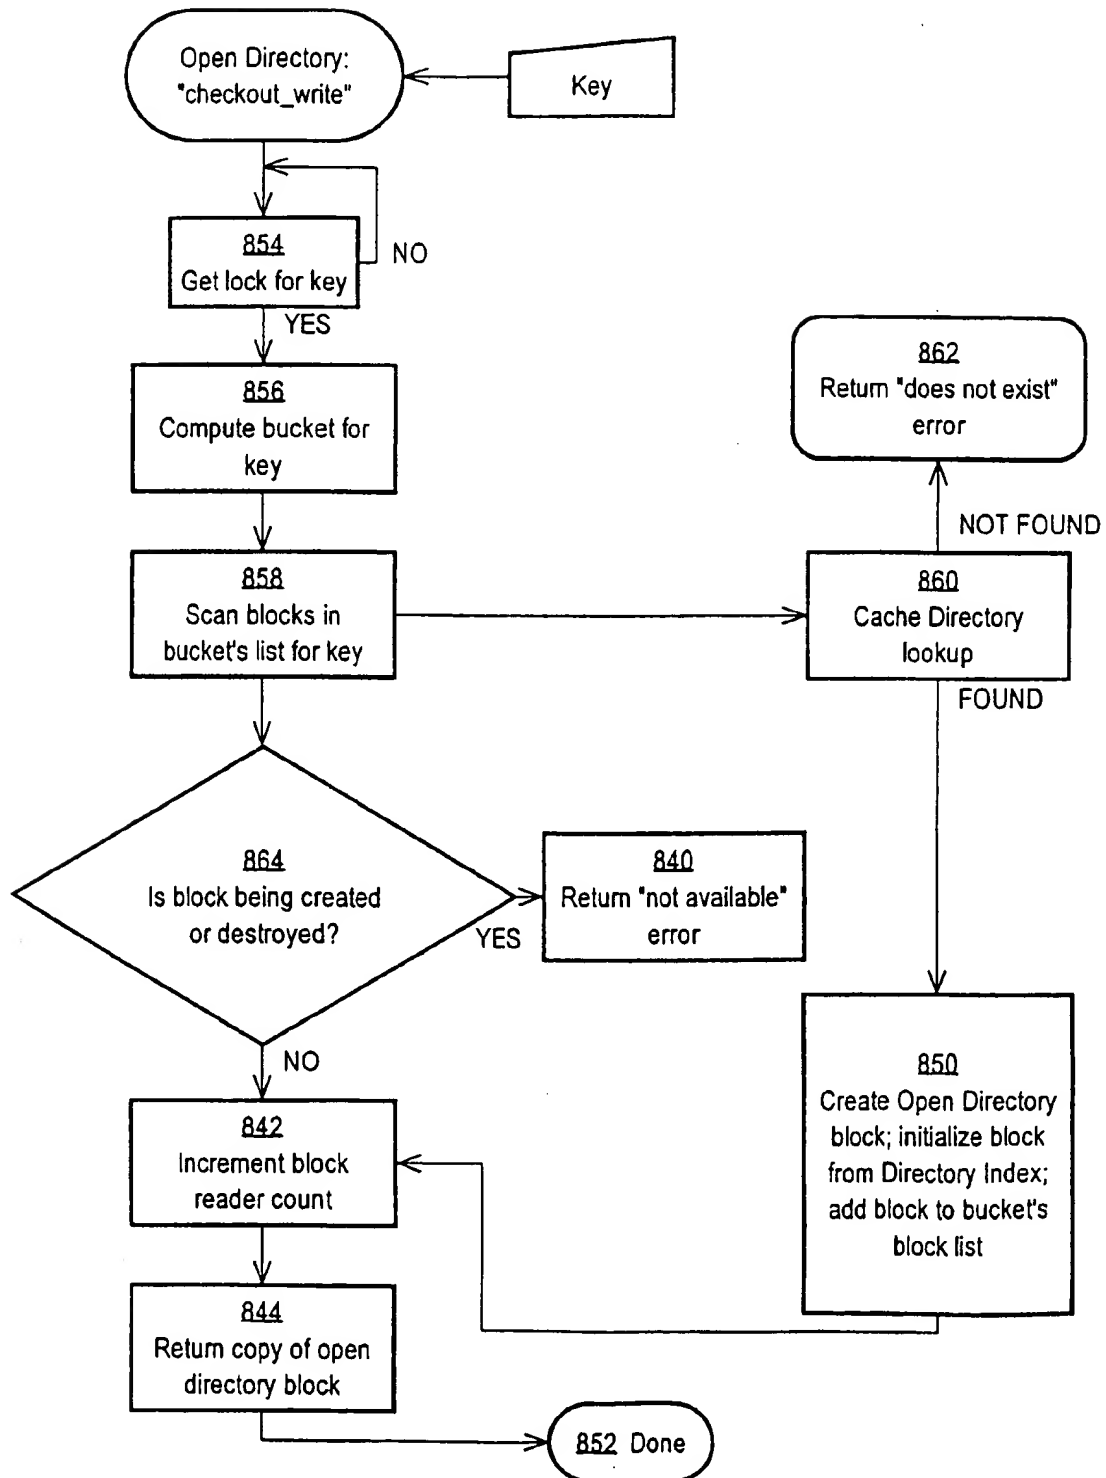 Open Directory:
"checkout_write"
Key
854
Get lock for key
NO
YES
856
Compute bucket for
key
858
Scan blocks in
bucket's list for key
862
Return "does not exist"
error
NOT FOUND
860
Cache Directory
lookup
FOUND
864
Is block being created
or destroyed?
YES
840
Return "not available"
error
NO
850
Create Open Directory
block; initialize block
from Directory Index;
add block to bucket's
block list
842
Increment block
reader count
844
Return copy of open
directory block
852 Done